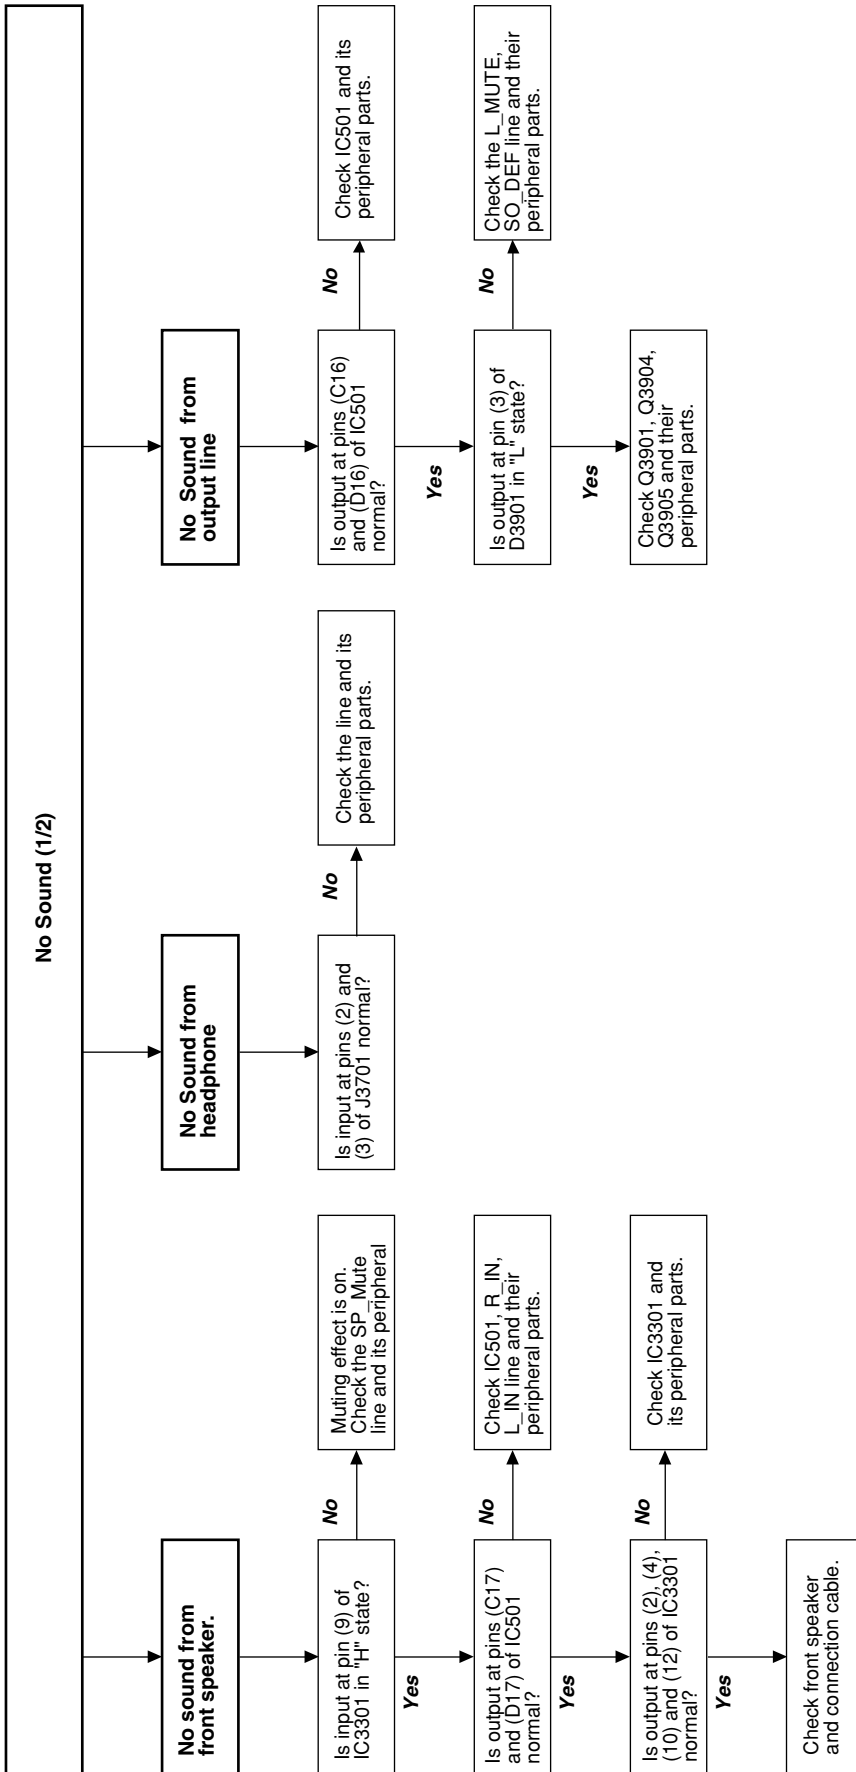 No Sound (1/2)
No sound from
front speaker.
Is input at pin (9) of
IC3301 in "H" state?
No
Muting effect is on.
Check the SP_Mute
line and its peripheral
Yes
Is output at pins (C17)
and (D17) of IC501
normal?
No
Check IC501, R_IN,
L_IN line and their
peripheral parts.
Yes
Is output at pins (2), (4),
(10) and (12) of IC3301
normal?
No
Check IC3301 and
its peripheral parts.
Yes
Check front speaker
and connection cable.
No Sound from
headphone
Is input at pins (2) and
(3) of J3701 normal?
No
Check the line and its
peripheral parts.
No Sound from
output line
Is output at pins (C16)
and (D16) of IC501
normal?
No
Check IC501 and its
peripheral parts.
Yes
Is output at pin (3) of
D3901 in "L" state?
No
Check the L_MUTE,
SO_DEF line and their
peripheral parts.
Yes
Check Q3901, Q3904,
Q3905 and their
peripheral parts.